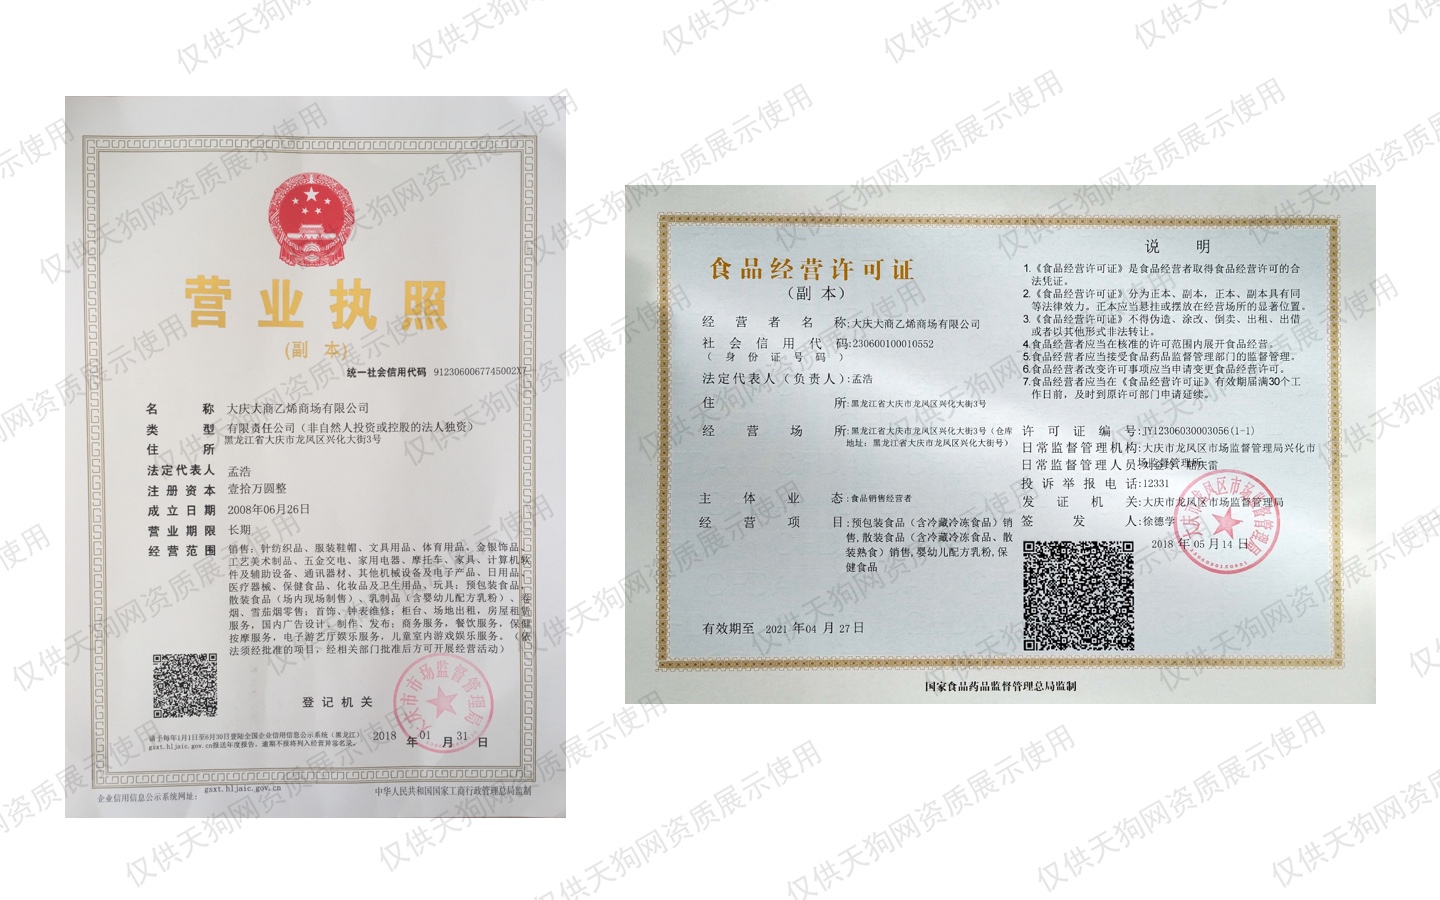 营业执照
(副 本)
统一社会信用代码 9123060067745002X7
名 称 大庆大商乙烯商场有限公司
类 型 有限责任公司（非自然人投资或控股的法人独资）
住 所 黑龙江省大庆市龙凤区兴化大街3号
法定代表人 孟浩
注册资本 壹拾万圆整
成立日期 2008年06月26日
营业期限 长期
经营范围 销售：针纺织品、服装鞋帽、文具用品、体育用品、金银饰品、
工艺美术制品、五金交电、家用电器、摩托车、家具、计算机软
件及辅助设备、通讯器材、其他机械设备及电子产品、日用品、
医疗器械、保健食品、化妆品及卫生用品、玩具；预包装食品、
散装食品（场内现场制售）、乳制品（含婴幼儿配方乳粉）、卷
烟、雪茄烟零售；首饰、钟表维修；柜台、场地出租，房屋租赁
服务，国内广告设计、制作、发布；商务服务，餐饮服务，保健
按摩服务，电子游艺厅娱乐服务，儿童室内游戏娱乐服务。（依
法须经批准的项目，经相关部门批准后方可开展经营活动）
登记机关
大庆市市场监督管理局
2018 年 01 月 31 日
请于每年1月1日至6月30日登陆全国企业信用信息公示系统（黑龙江）
gsxt.hljaic.gov.cn报送年度报告，逾期不报将列入经营异常名录。
企业信用信息公示系统网址： gsxt.hljaic.gov.cn
中华人民共和国国家工商行政管理总局监制
食品经营许可证
（副 本）
经营者名称:大庆大商乙烯商场有限公司
社会信用代码:230600100010552
（身份证号码）
法定代表人（负责人）:孟浩
住 所:黑龙江省大庆市龙凤区兴化大街3号
经营场所:黑龙江省大庆市龙凤区兴化大街3号（仓库
地址：黑龙江省大庆市龙凤区兴化大街号）
主体业态:食品销售经营者
经营项目:预包装食品（含冷藏冷冻食品）销
售,散装食品（含冷藏冷冻食品、散
装熟食）销售,婴幼儿配方乳粉,保
健食品
有效期至 2021 年04 月 27日
说 明
1.《食品经营许可证》是食品经营者取得食品经营许可的合
法凭证。
2.《食品经营许可证》分为正本、副本，正本、副本具有同
等法律效力。正本应当悬挂或摆放在经营场所的显著位置。
3.《食品经营许可证》不得伪造、涂改、倒卖、出租、出借
或者以其他形式非法转让。
4.食品经营者应当在核准的许可范围内展开食品经营。
5.食品经营者应当接受食品药品监督管理部门的监督管理。
6.食品经营者改变许可事项应当申请变更食品经营许可。
7.食品经营者应当在《食品经营许可证》有效期届满30个工
作日前，及时到原许可部门申请延续。
许可证编号:JY12306030003056(1-1)
日常监督管理机构:大庆市龙凤区市场监督管理局兴化市
场监督管理所
日常监督管理人员:
投诉举报电话:12331
发证机关:大庆市龙凤区市场监督管理局
签发人:徐德学
2018 年 05 月 14 日
大庆市龙凤区市场监督管理局
国家食品药品监督管理总局监制
仅供天狗网资质展示使用